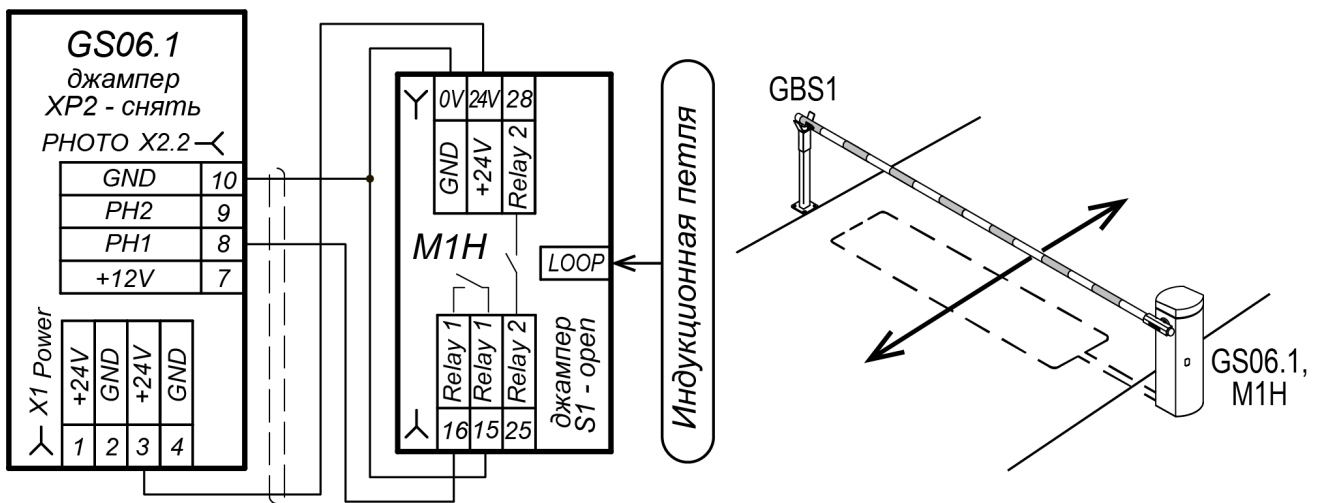 GS06.1
джампер
XP2 - снять
PHOTO X2.2
GND 10
PH2 9
PH1 8
+12V 7
X1 Power
+24V GND +24V GND
1 2 3 4
0V 24V 28
GND +24V Relay 2
M1H
LOOP
Relay 1 Relay 1 Relay 2
16 15 25
джампер
S1 - open
Индукционная петля
GBS1
GS06.1,
M1H